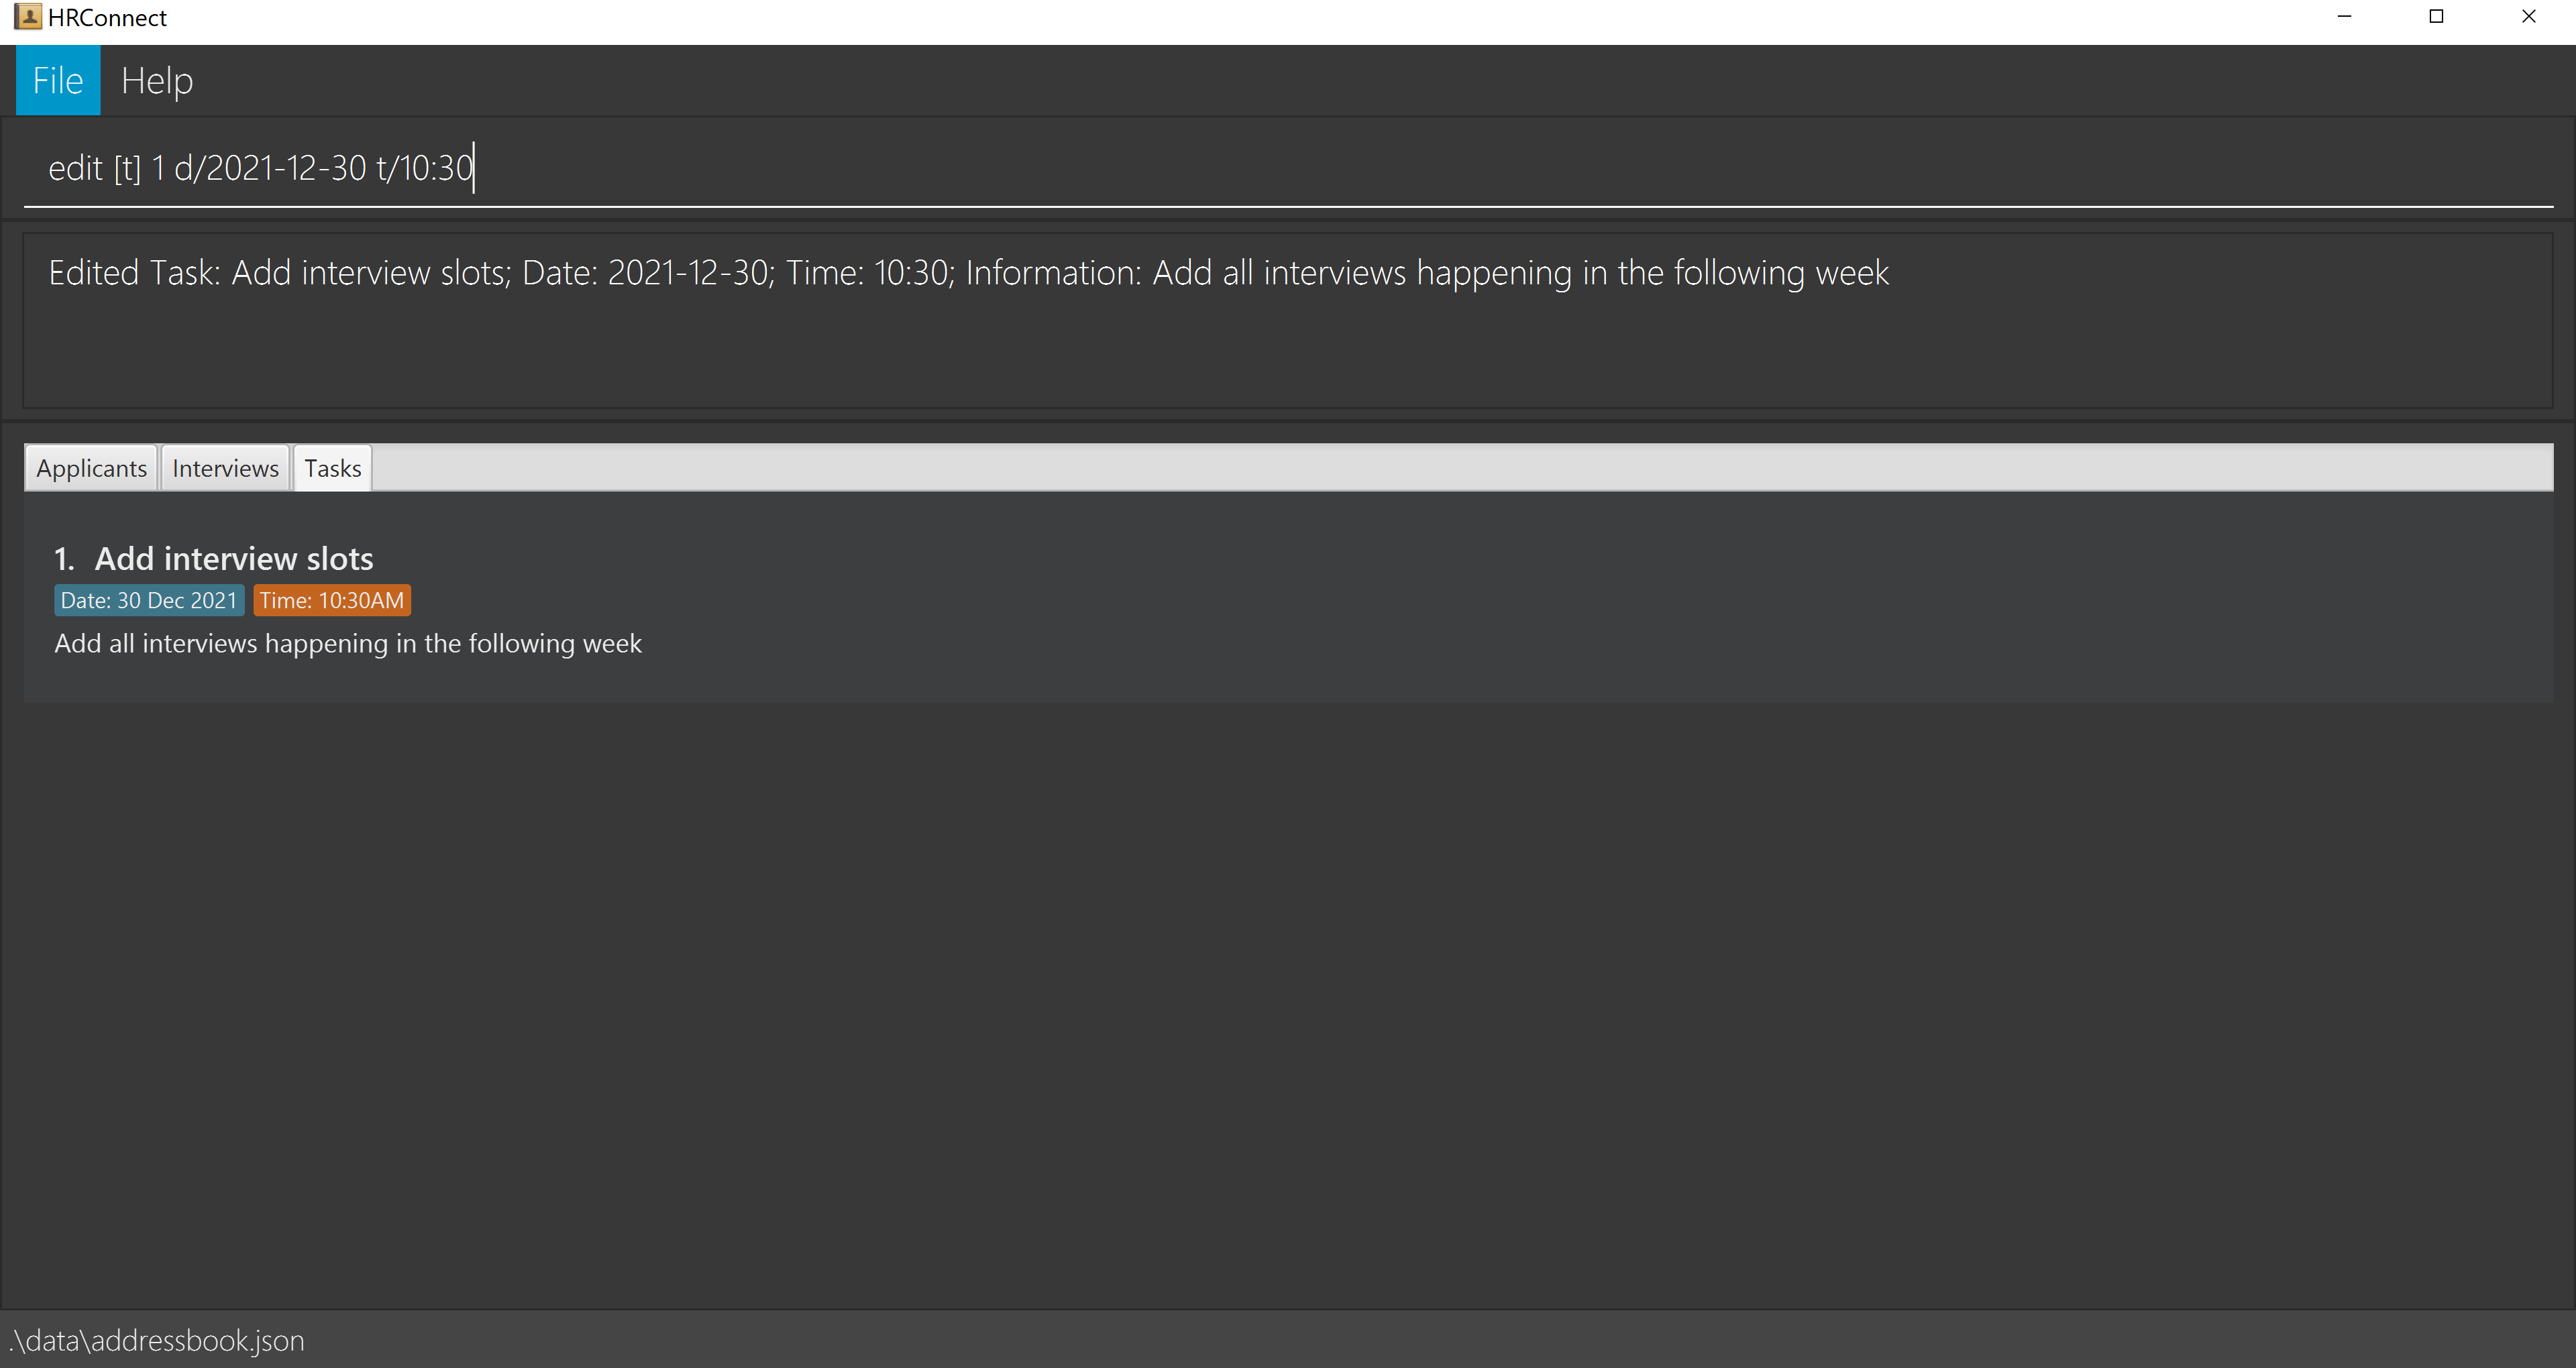 HRConnect
File Help
edit [t] 1 d/2021-12-30 t/10:30
Edited Task: Add interview slots; Date: 2021-12-30; Time: 10:30; Information: Add all interviews happening in the following week
Applicants Interviews Tasks
1. Add interview slots
Date: 30 Dec 2021 Time: 10:30AM
Add all interviews happening in the following week
.\data\addressbook.json